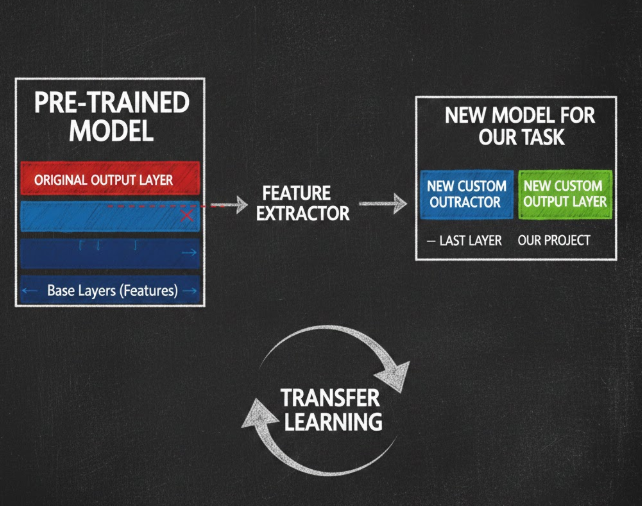 PRE-TRAINED
MODEL
ORIGINAL OUTPUT LAYER
Base Layers (Features)
FEATURE
EXTRACTOR
NEW MODEL FOR
OUR TASK
NEW CUSTOM
OUTRACTOR
NEW CUSTOM
OUTPUT LAYER
– LAST LAYER
OUR PROJECT
TRANSFER
LEARNING